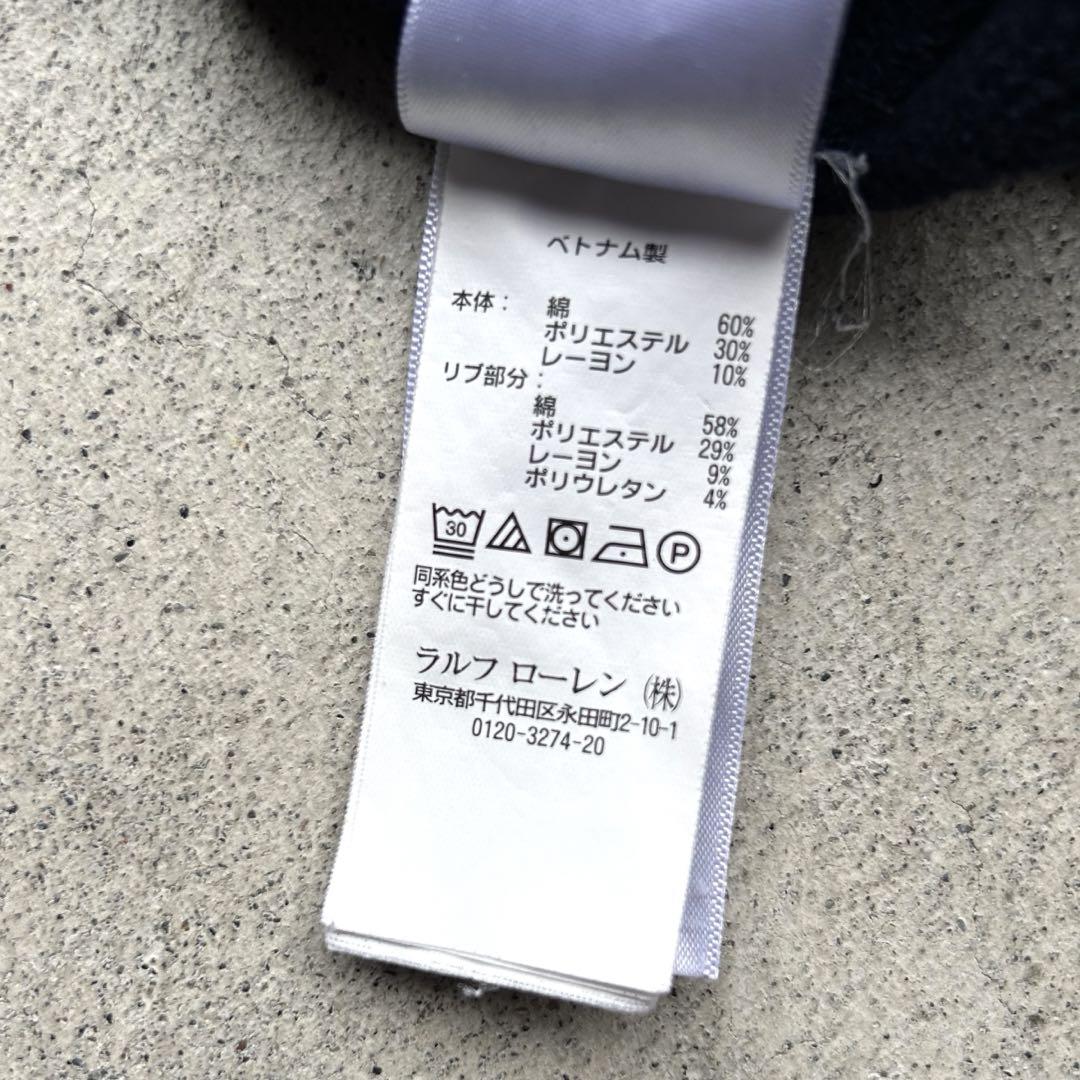 ベトナム製
本体： 綿 60%
ポリエステル 30%
レーヨン 10%
リブ部分：
綿 58%
ポリエステル 29%
レーヨン 9%
ポリウレタン 4%
30 P
同系色どうしで洗ってください
すぐに干してください
ラルフ ローレン ㈱
東京都千代田区永田町2-10-1
0120-3274-20